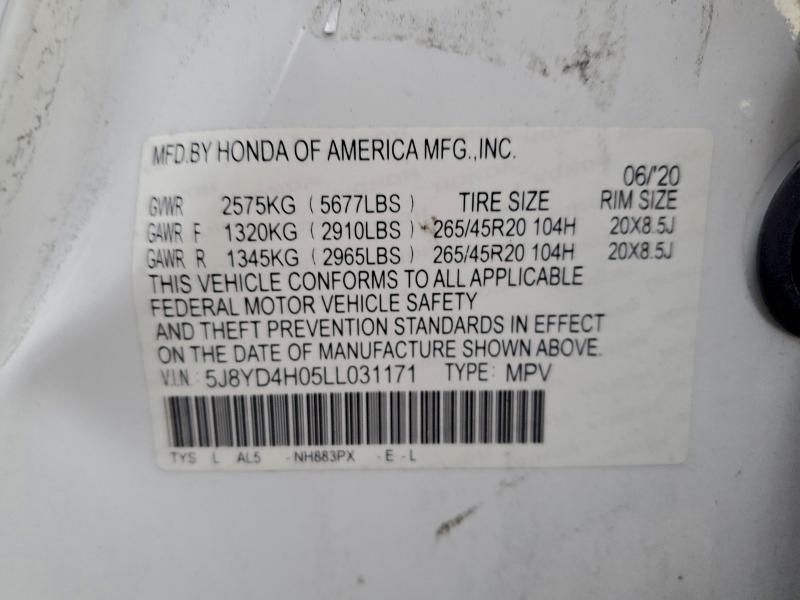 MFD.BY HONDA OF AMERICA MFG.,INC.
06/'20
GVWR 2575KG (5677LBS) TIRE SIZE RIM SIZE
GAWR F 1320KG (2910LBS) 265/45R20 104H 20X8.5J
GAWR R 1345KG (2965LBS) 265/45R20 104H 20X8.5J
THIS VEHICLE CONFORMS TO ALL APPLICABLE
FEDERAL MOTOR VEHICLE SAFETY
AND THEFT PREVENTION STANDARDS IN EFFECT
ON THE DATE OF MANUFACTURE SHOWN ABOVE.
V.I.N.: 5J8YD4H05LL031171 TYPE: MPV
TYS L AL5 -NH883PX -E -L